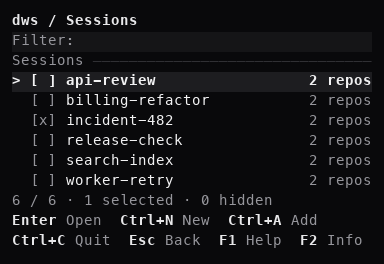 dws / Sessions
Filter:
Sessions
> [ ] api-review 2 repos
[ ] billing-refactor 2 repos
[x] incident-482 2 repos
[ ] release-check 2 repos
[ ] search-index 2 repos
[ ] worker-retry 2 repos
6 / 6 · 1 selected · 0 hidden
Enter Open Ctrl+N New Ctrl+A Add
Ctrl+C Quit Esc Back F1 Help F2 Info